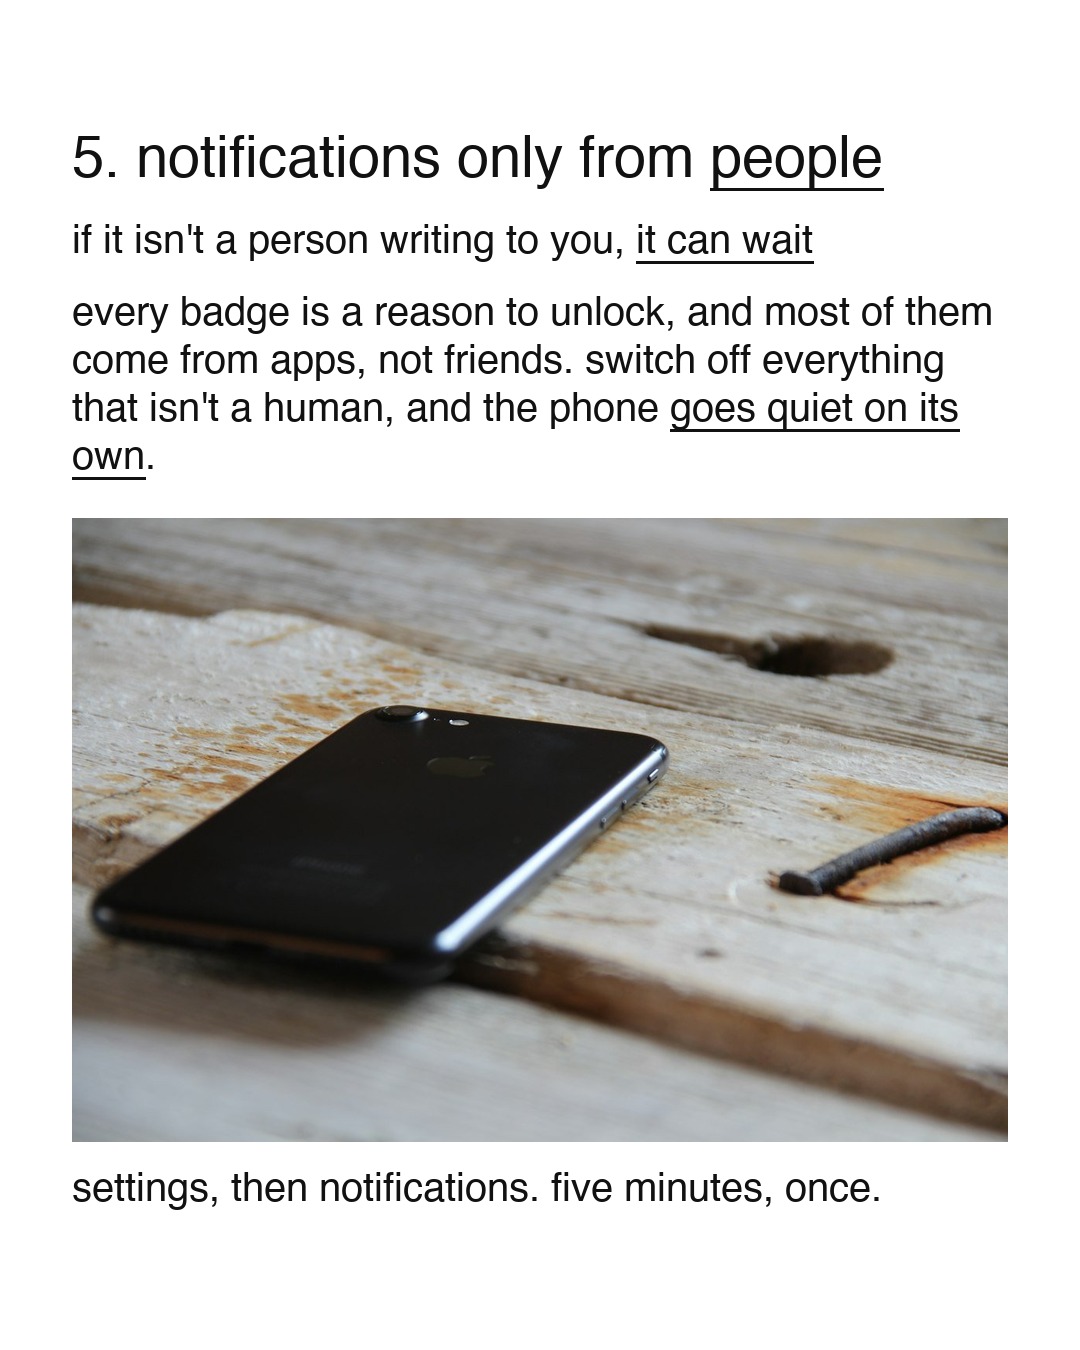 5. notifications only from people
if it isn't a person writing to you, it can wait
every badge is a reason to unlock, and most of them
come from apps, not friends. switch off everything
that isn't a human, and the phone goes quiet on its
own.
settings, then notifications. five minutes, once.